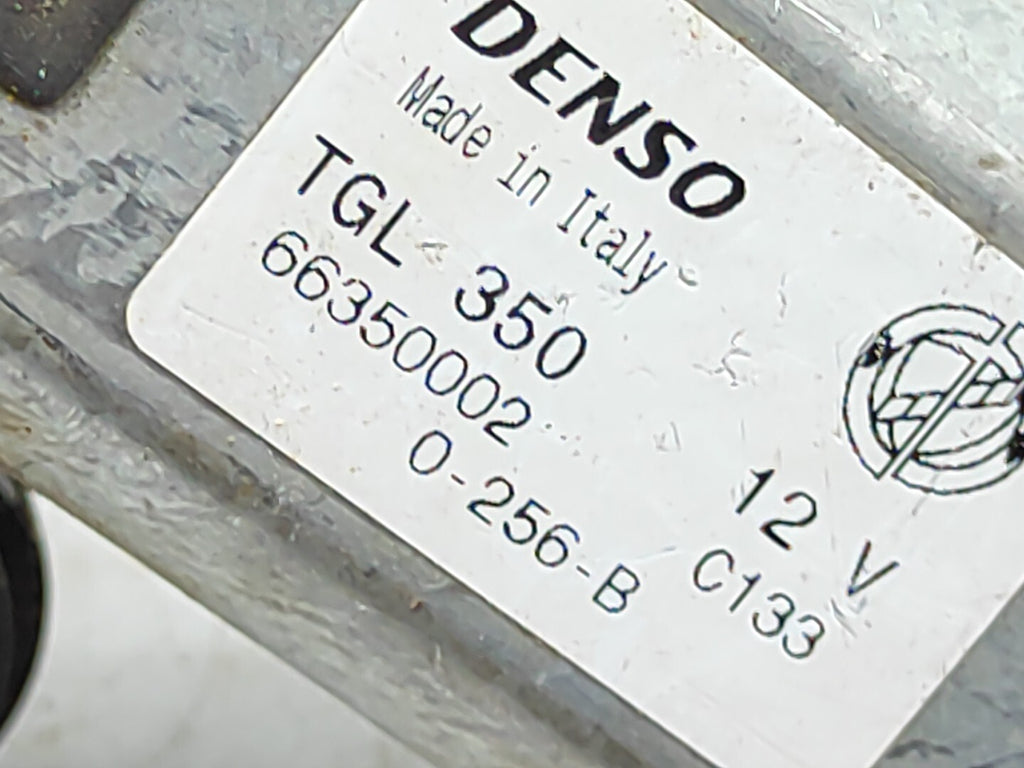 DENSO
Made in Italy
TGL 350
66350002
0-256-B
12 V
C133